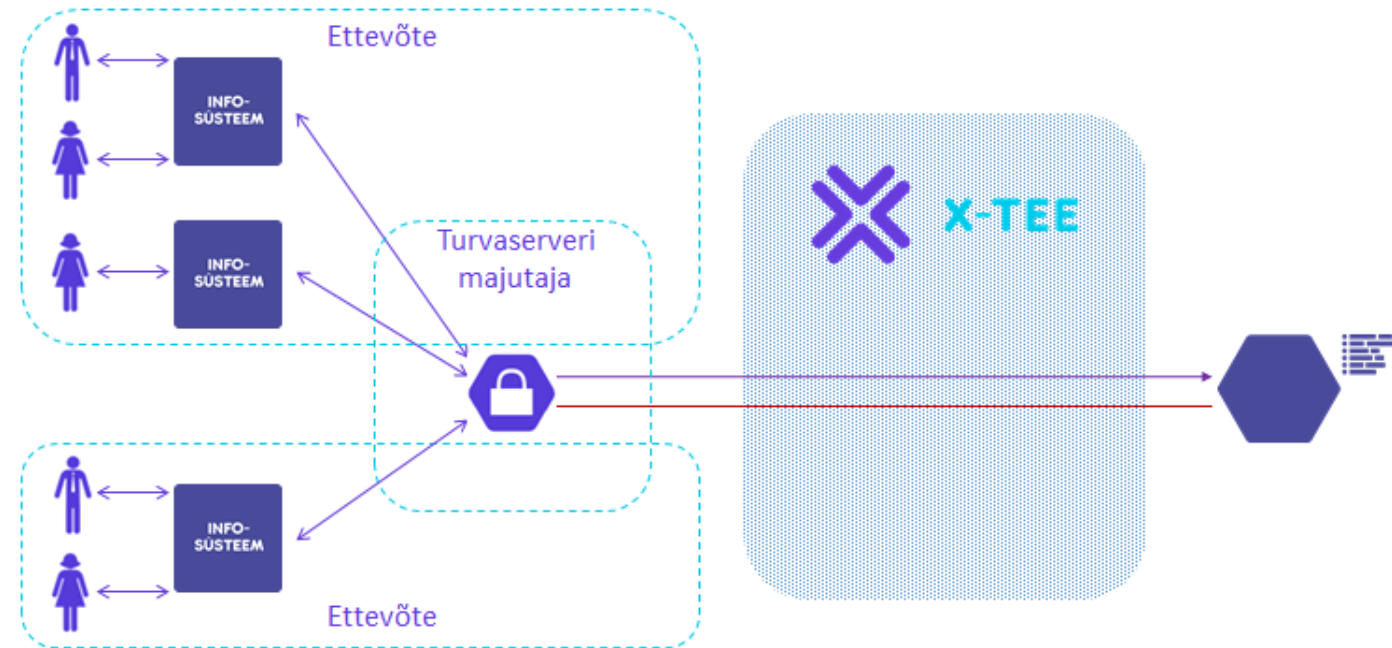 Ettevõte
INFO-
SÜSTEEM
INFO-
SÜSTEEM
Turvaserveri
majutaja
X-TEE
INFO-
SÜSTEEM
Ettevõte